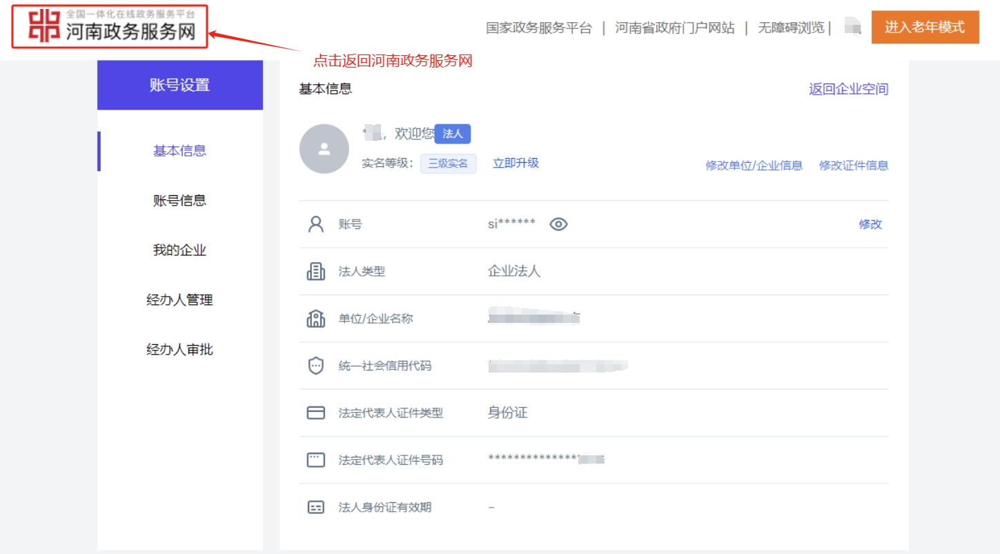 全国一体化在线政务服务平台
河南政务服务网
国家政务服务平台 | 河南省政府门户网站 | 无障碍浏览 |
进入老年模式
点击返回河南政务服务网
账号设置
基本信息
账号信息
我的企业
经办人管理
经办人审批
基本信息
返回企业空间
*，欢迎您 法人
实名等级： 三级实名 立即升级
修改单位/企业信息 修改证件信息
账号 si****** 修改
法人类型 企业法人
单位/企业名称
统一社会信用代码
法定代表人证件类型 身份证
法定代表人证件号码 **************
法人身份证有效期 –